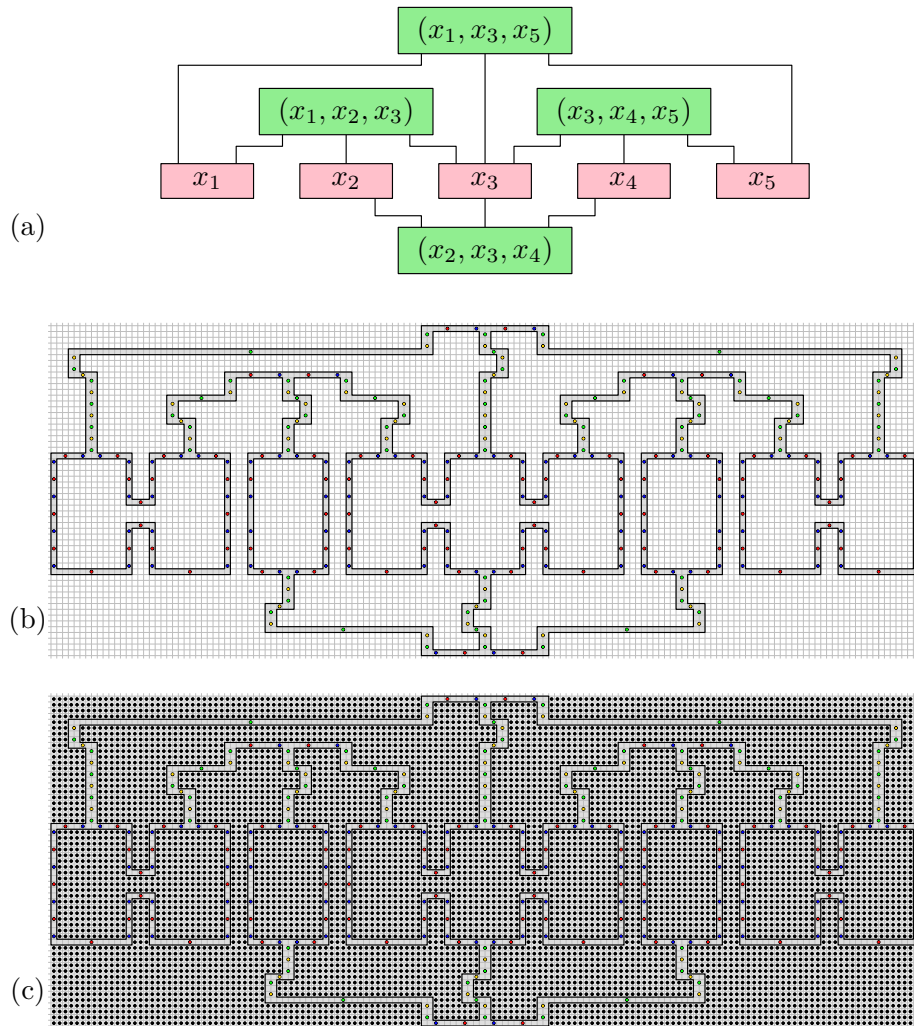 (x₁, x₃, x₅)
(x₁, x₂, x₃) (x₃, x₄, x₅)
x₁ x₂ x₃ x₄ x₅
(a)
(x₂, x₃, x₄)
(b)
(c)